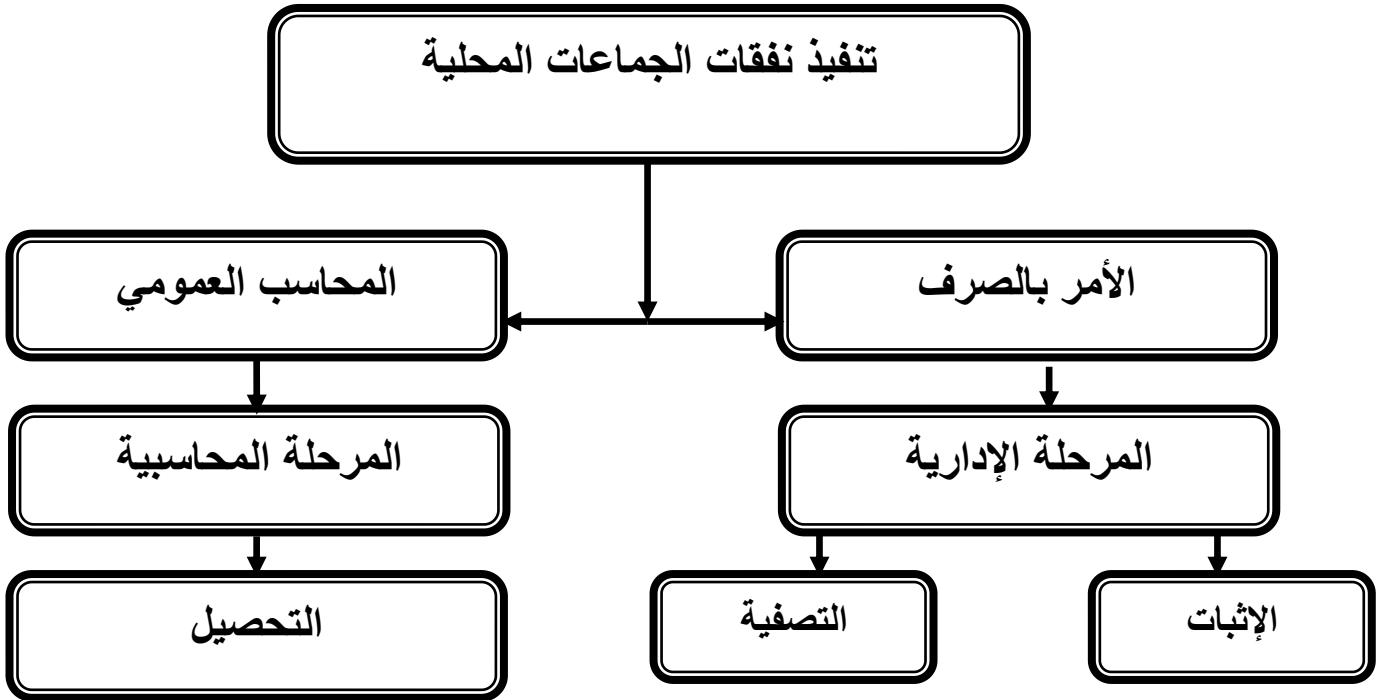 تنفيذ نفقات الجماعات المحلية
الأمر بالصرف
المحاسب العمومي
المرحلة الإدارية
المرحلة المحاسبية
الإثبات
التصفية
التحصيل